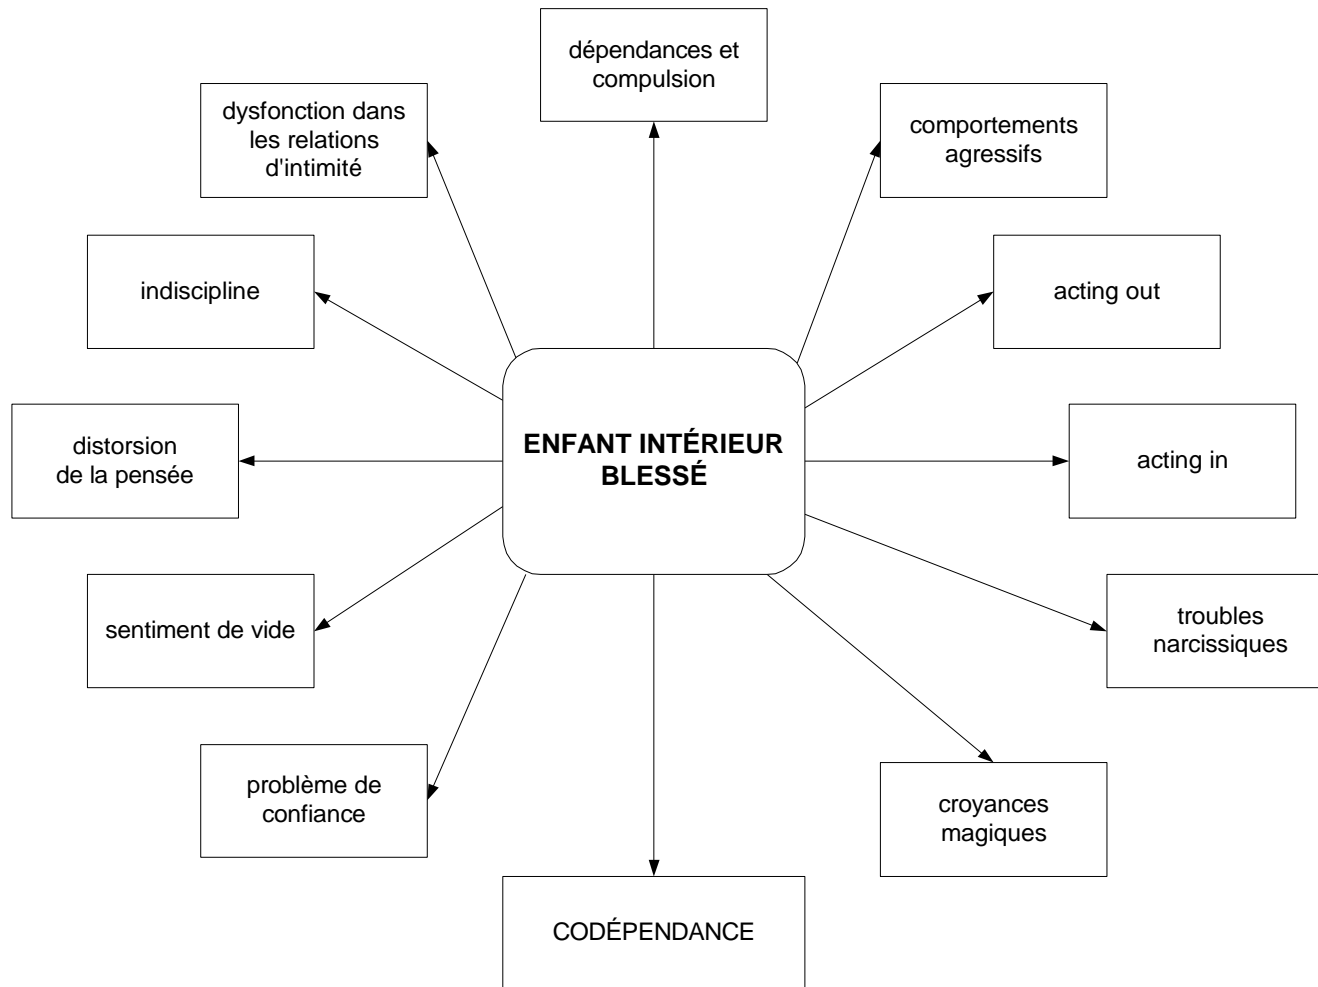 dépendances et
compulsion
dysfonction dans
les relations
d'intimité
comportements
agressifs
indiscipline
acting out
ENFANT INTÉRIEUR
BLESSÉ
distorsion
de la pensée
acting in
sentiment de vide
troubles
narcissiques
problème de
confiance
croyances
magiques
CODÉPENDANCE